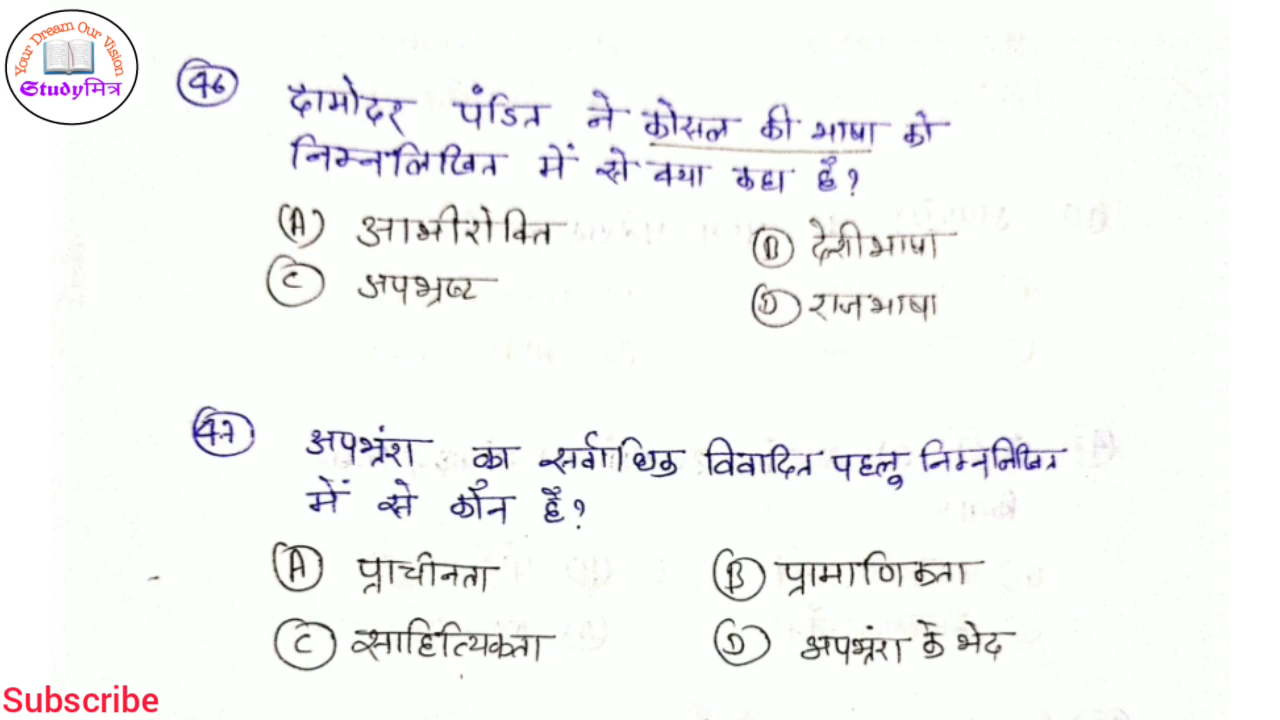 Your Dream Our Vision
Studyमित्र
46 दामोदर पंडित ने कोसल की भाषा को
निम्नलिखित में से क्या कहा है?
(A) आभीरोक्ति
(B) देशीभाषा
(C) अपभ्रष्ट
(D) राजभाषा
47 अपभ्रंश का सर्वाधिक विवादित पहलु निम्नलिखित
में से कौन है?
(A) प्राचीनता
(B) प्रामाणिकता
(C) साहित्यिकता
(D) अपभ्रंश के भेद
Subscribe